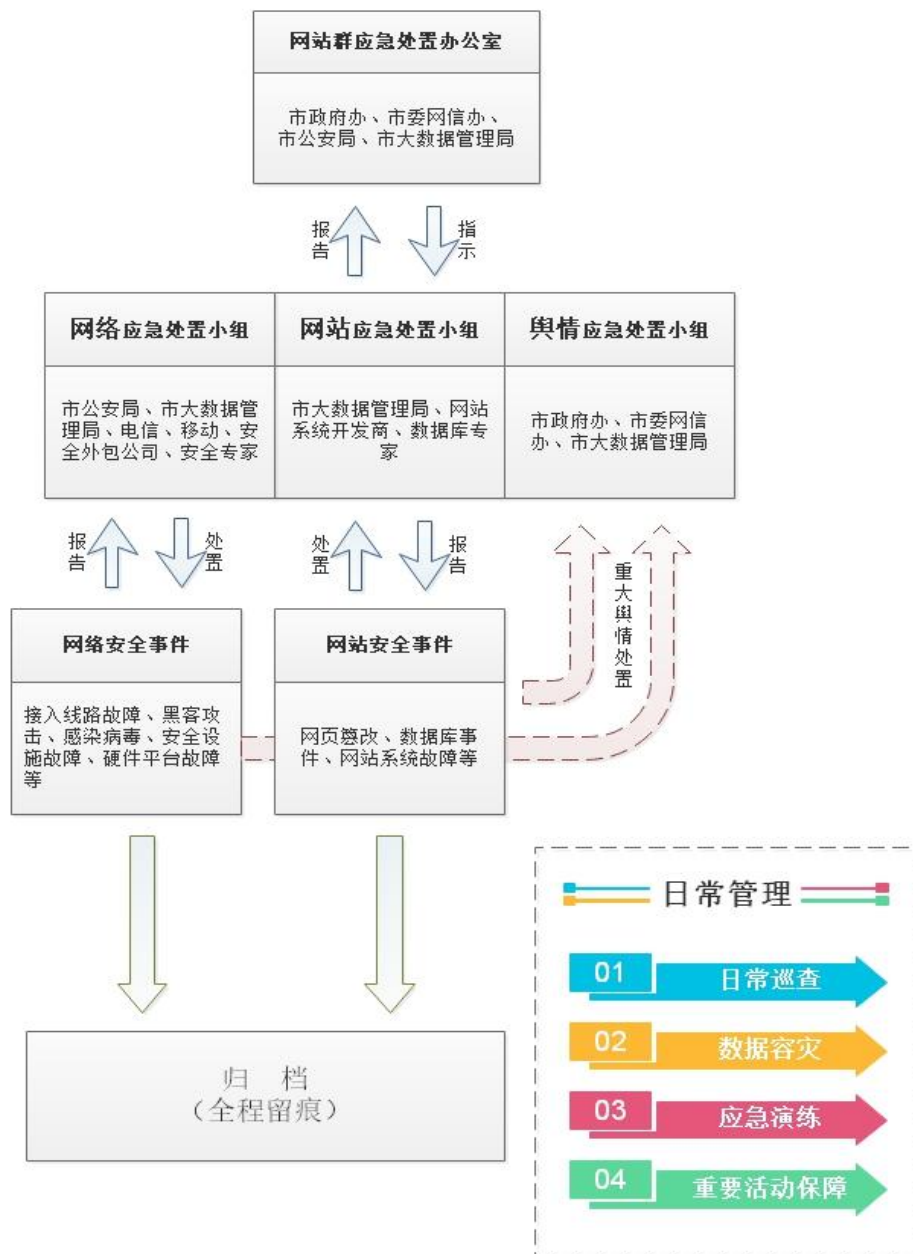 网站群应急处置办公室
市政府办、市委网信办、
市公安局、市大数据管理局
报告
指示
网络应急处置小组
网站应急处置小组
舆情应急处置小组
市公安局、市大数据管
理局、电信、移动、安
全外包公司、安全专家
市大数据管理局、网站
系统开发商、数据库专
家
市政府办、市委网信
办、市大数据管理局
报告
处置
处置
报告
重大舆情处置
网络安全事件
网站安全事件
接入线路故障、黑客攻
击、感染病毒、安全设
施故障、硬件平台故障
等
网页篡改、数据库事
件、网站系统故障等
归 档
（全程留痕）
日常管理
01 日常巡查
02 数据容灾
03 应急演练
04 重要活动保障